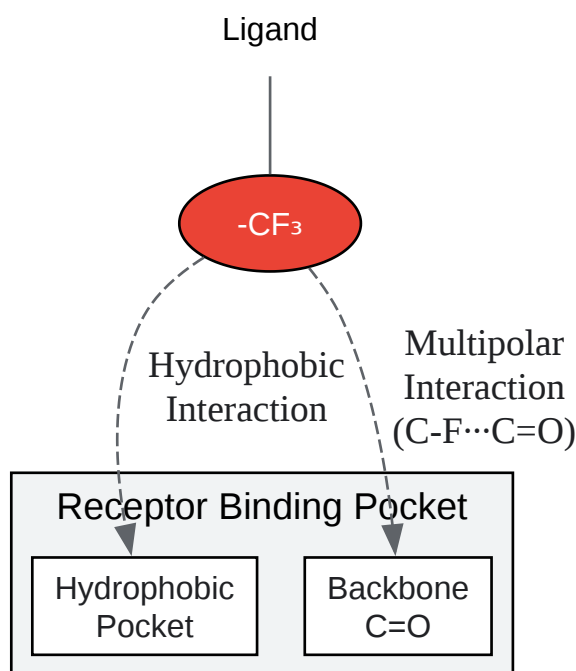 Ligand
-CF₃
Hydrophobic
Interaction
Multipolar
Interaction
(C-F···C=O)
Receptor Binding Pocket
Hydrophobic
Pocket
Backbone
C=O